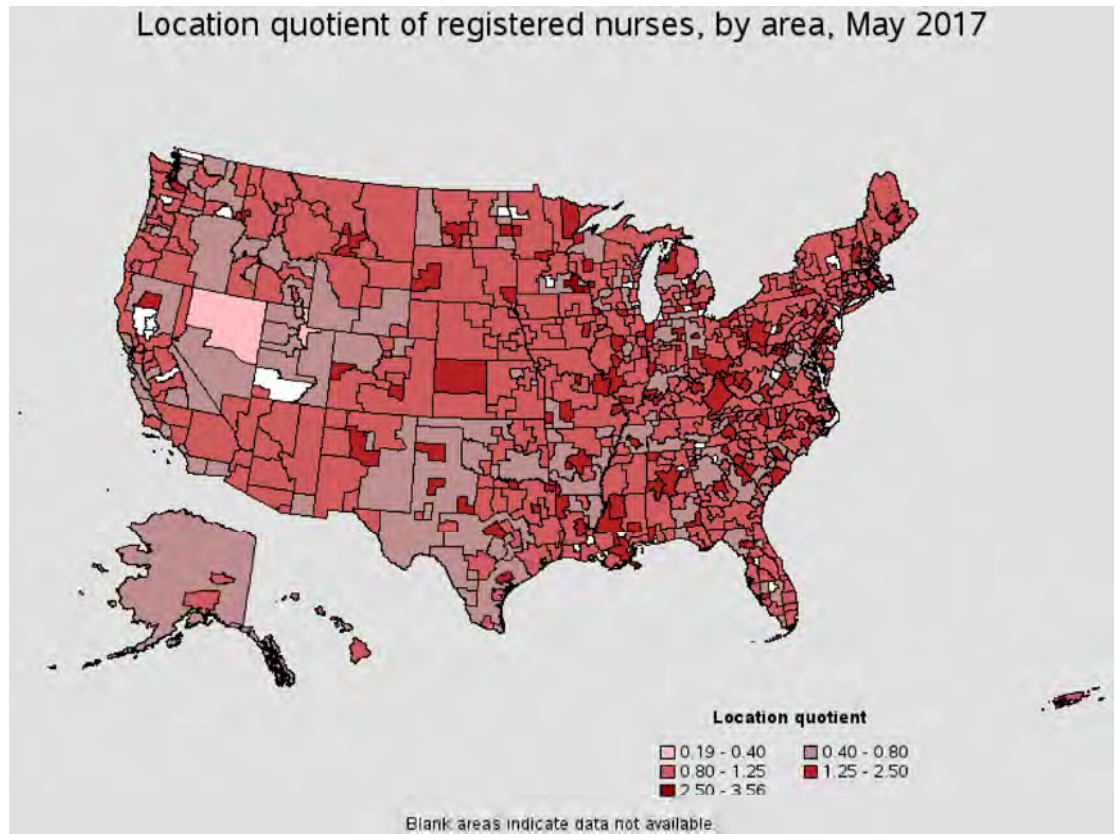 Location quotient of registered nurses, by area, May 2017
Location quotient
0.19 - 0.40 0.40 - 0.80
0.80 - 1.25 1.25 - 2.50
2.50 - 3.56
Blank areas indicate data not available.